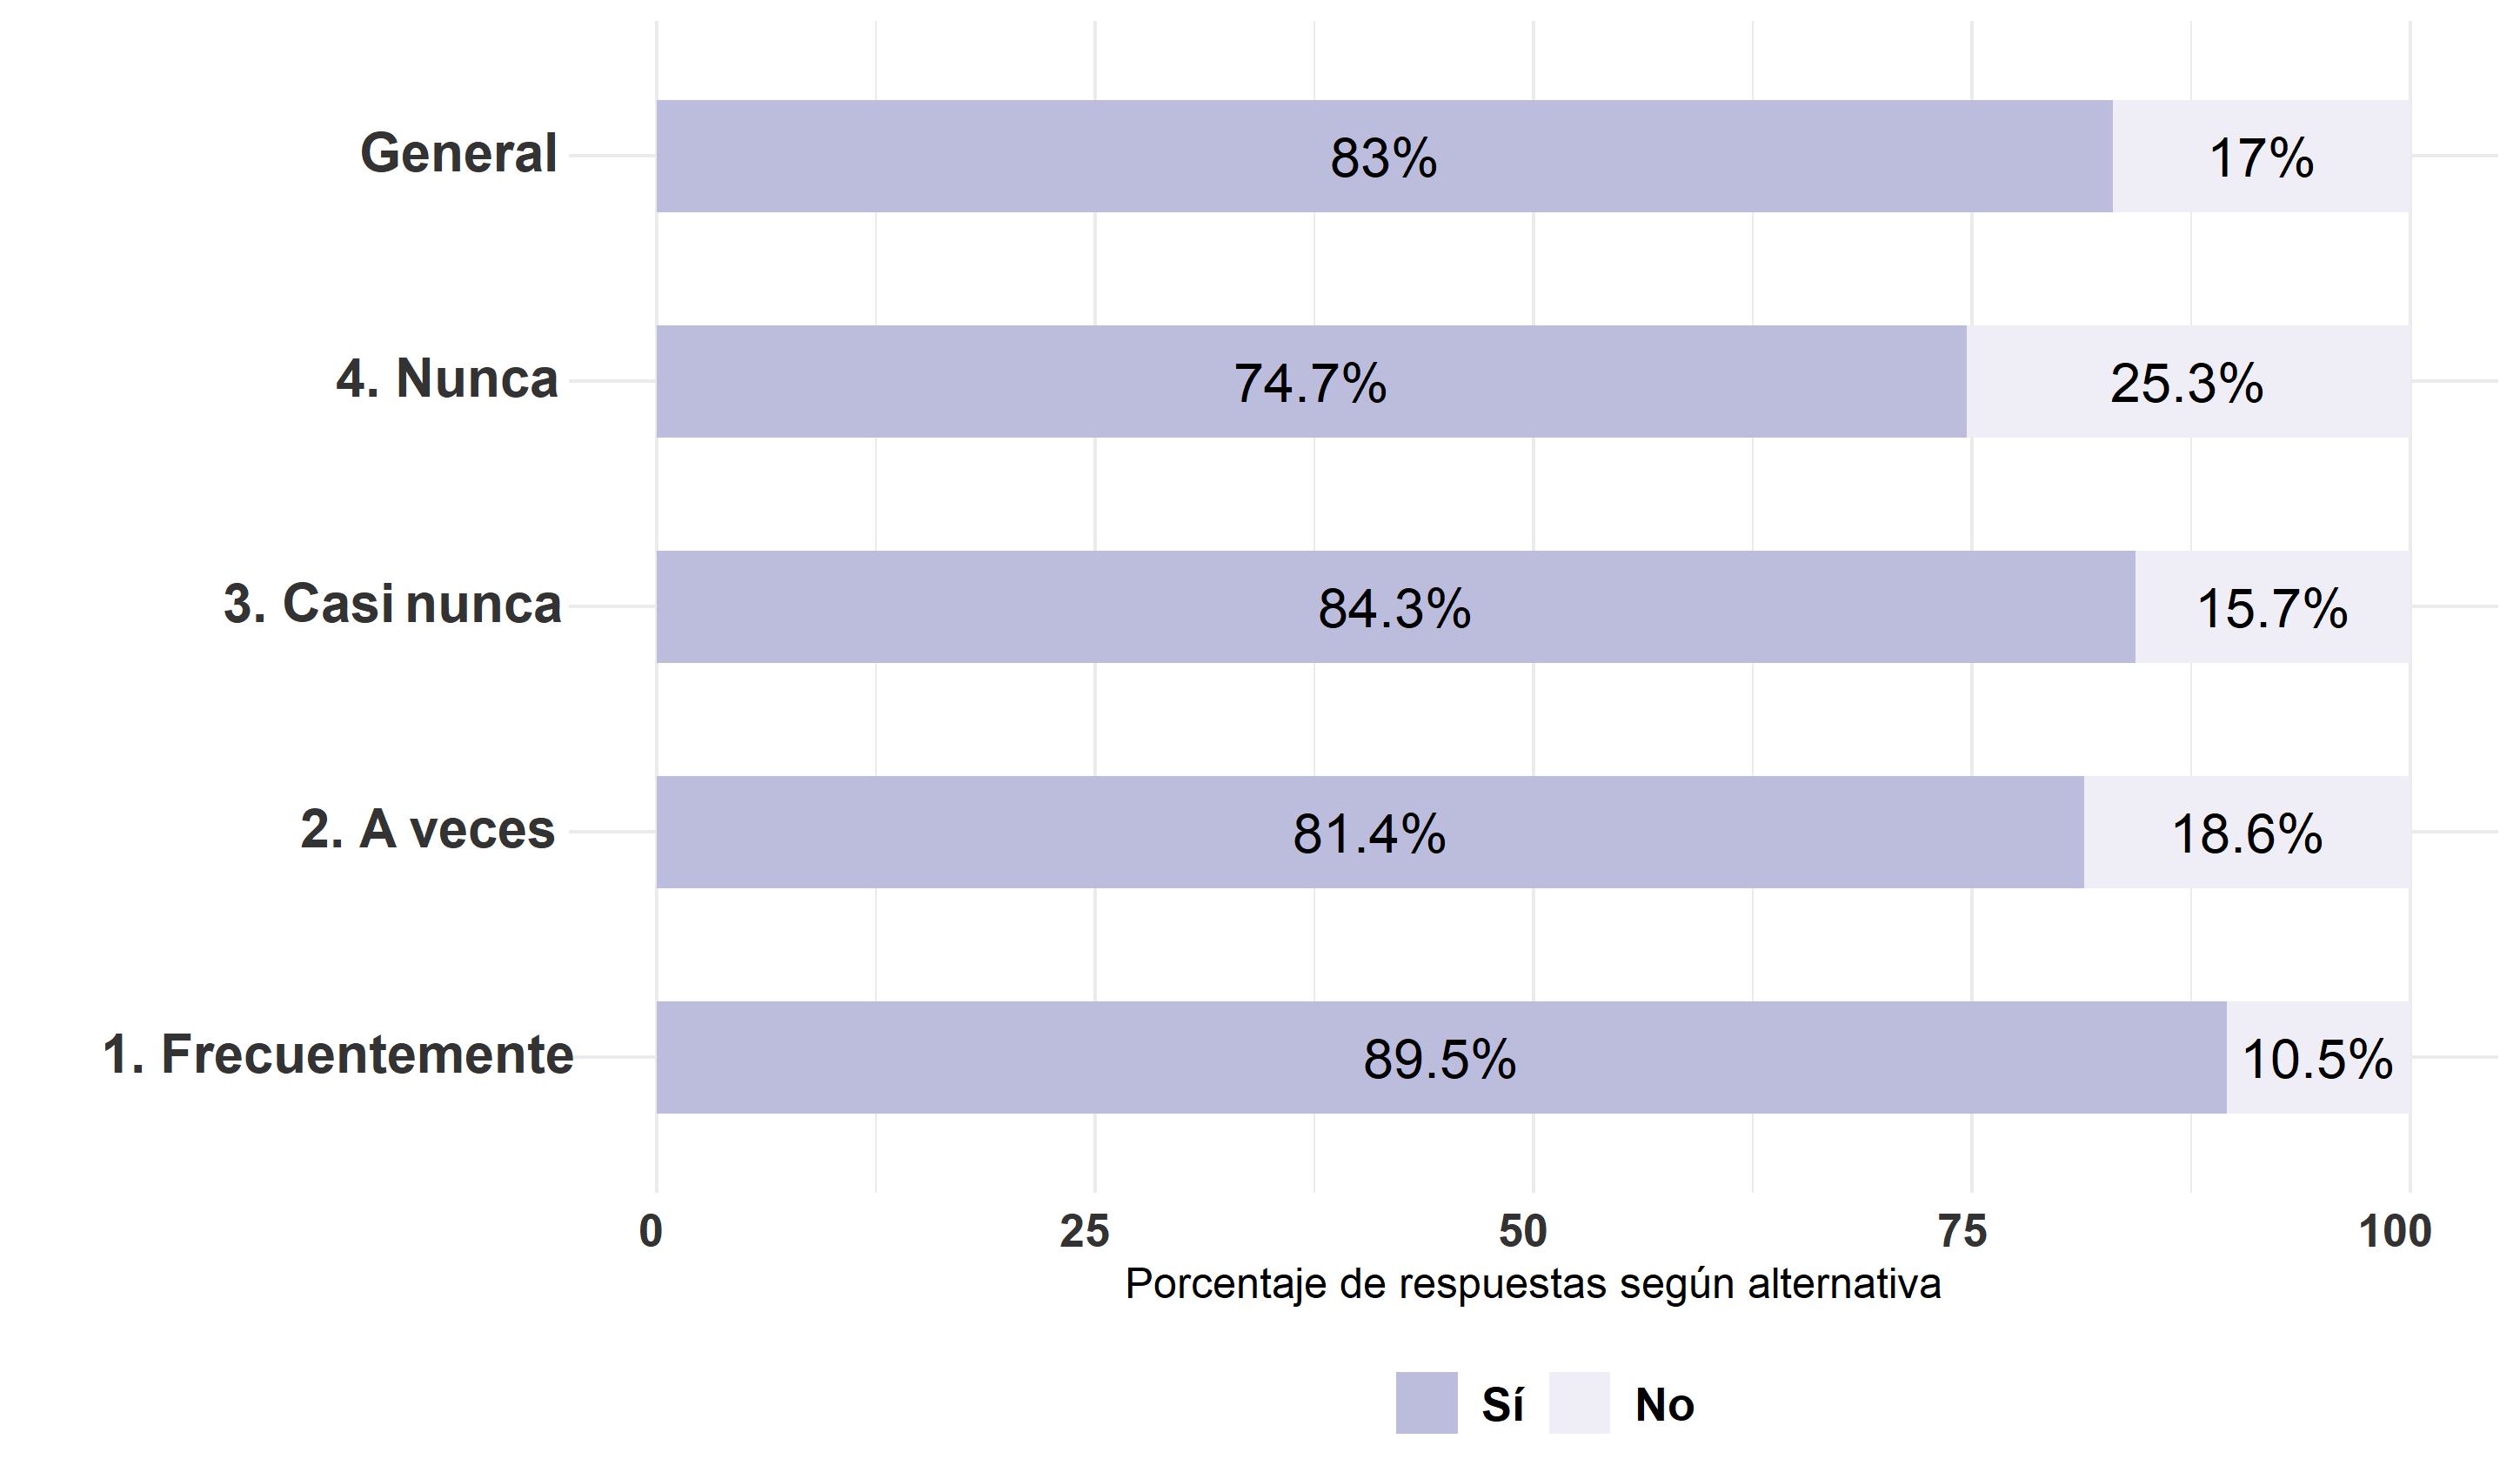 General 83% 17%
4. Nunca 74.7% 25.3%
3. Casi nunca 84.3% 15.7%
2. A veces 81.4% 18.6%
1. Frecuentemente 89.5% 10.5%
0 25 50 75 100
Porcentaje de respuestas según alternativa
Sí No